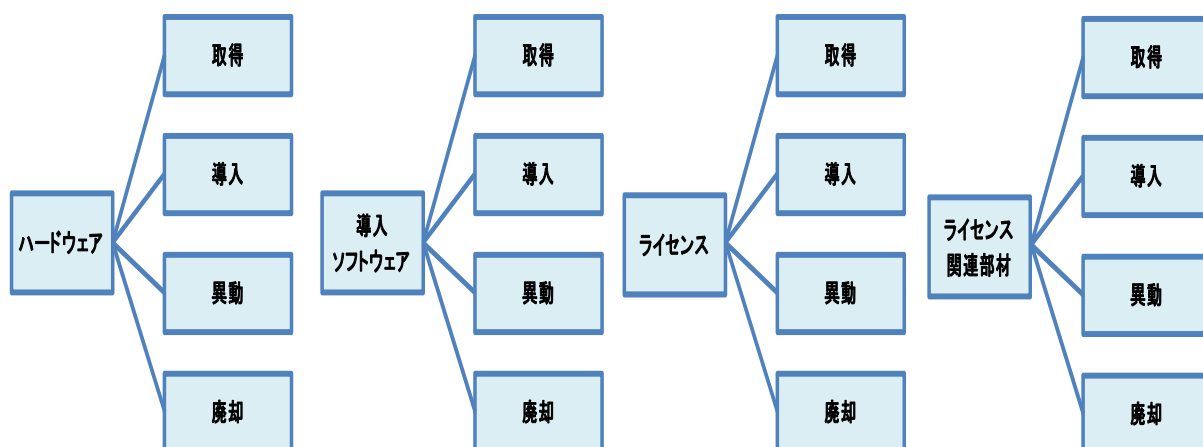 ハードウェア
取得
導入
異動
廃却
導入
ソフトウェア
取得
導入
異動
廃却
ライセンス
取得
導入
異動
廃却
ライセンス
関連部材
取得
導入
異動
廃却